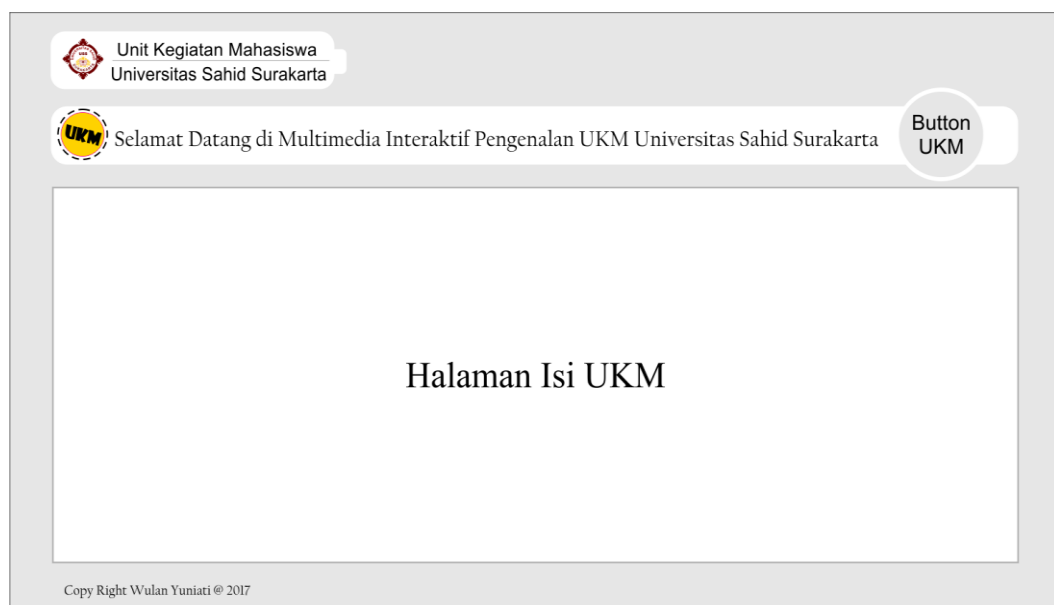 Unit Kegiatan Mahasiswa
Universitas Sahid Surakarta
UKM Selamat Datang di Multimedia Interaktif Pengenalan UKM Universitas Sahid Surakarta
Button
UKM
Halaman Isi UKM
Copy Right Wulan Yuniati @ 2017